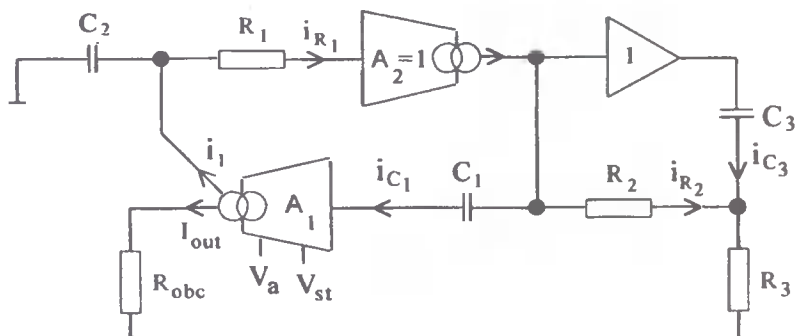 C2
R1
iR1
A2=1
1
C3
iC3
i1
A1
iC1
C1
R2
iR2
Iout
Robc
Va
Vst
R3